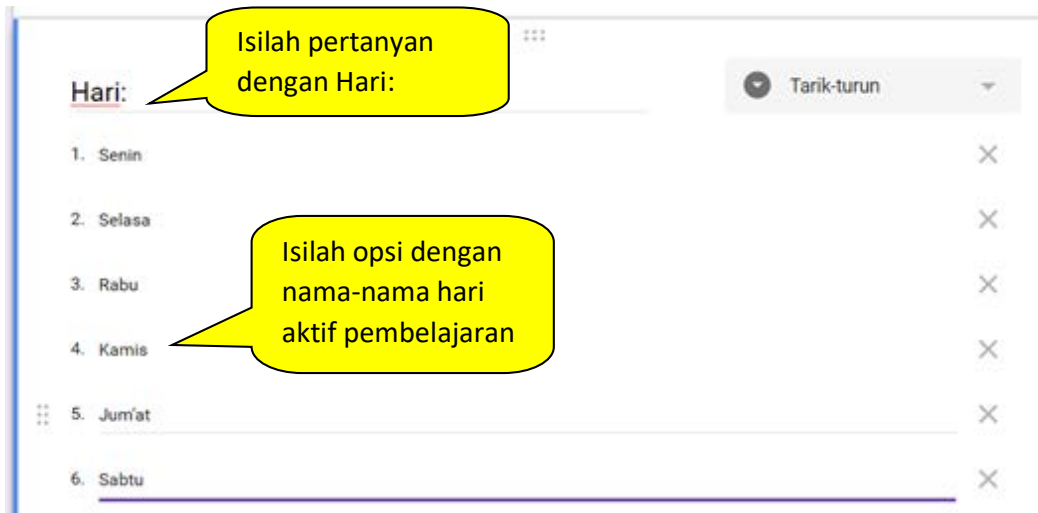 Isilah pertanyan
dengan Hari:
Hari:
Tarik-turun
1. Senin
2. Selasa
Isilah opsi dengan
nama-nama hari
aktif pembelajaran
3. Rabu
4. Kamis
5. Jum'at
6. Sabtu